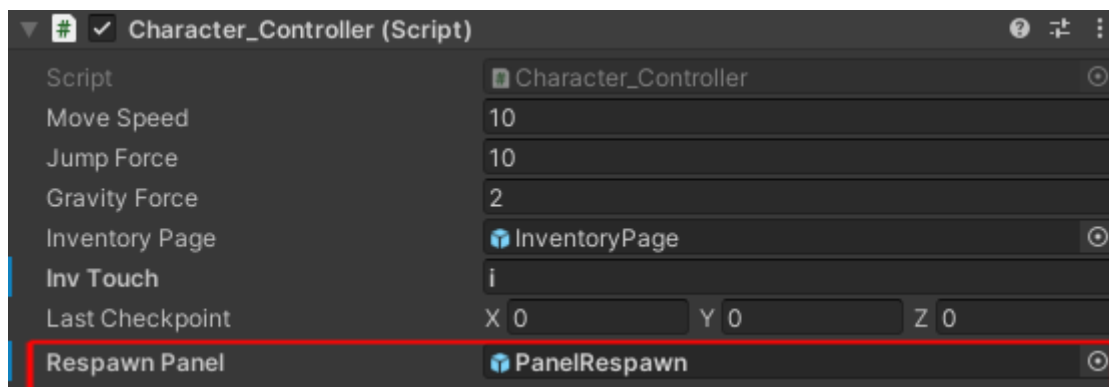 Character_Controller (Script)
Script Character_Controller
Move Speed 10
Jump Force 10
Gravity Force 2
Inventory Page InventoryPage
Inv Touch i
Last Checkpoint X 0 Y 0 Z 0
Respawn Panel PanelRespawn